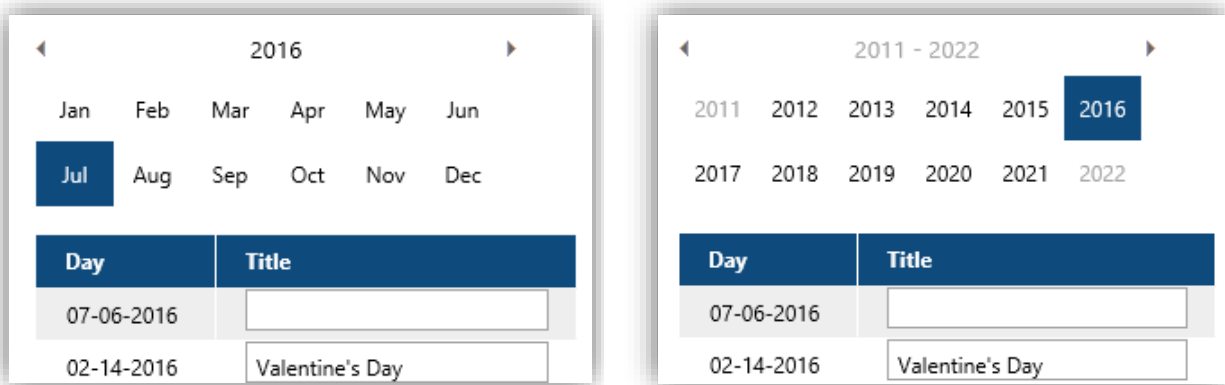 2016
Jan Feb Mar Apr May Jun
Jul Aug Sep Oct Nov Dec
Day Title
07-06-2016
02-14-2016 Valentine's Day
2011 - 2022
2011 2012 2013 2014 2015 2016
2017 2018 2019 2020 2021 2022
Day Title
07-06-2016
02-14-2016 Valentine's Day